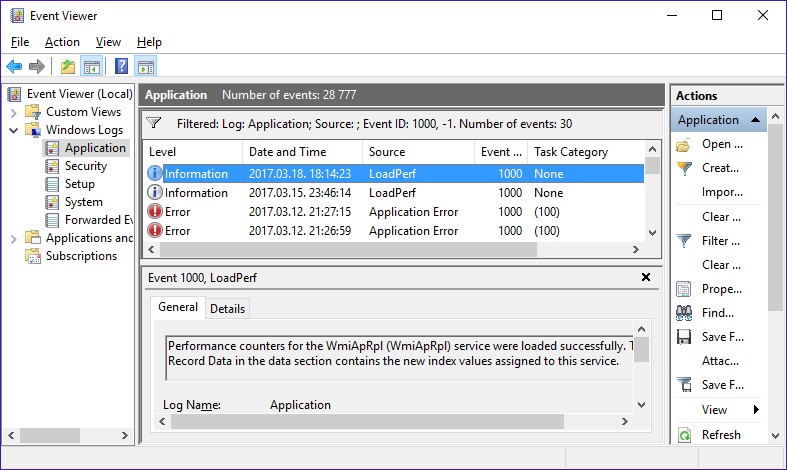 Event Viewer
File Action View Help
Event Viewer (Local)
Custom Views
Windows Logs
Application
Security
Setup
System
Forwarded Ev
Applications and
Subscriptions
Application Number of events: 28 777
Filtered: Log: Application; Source: ; Event ID: 1000, -1. Number of events: 30
Level Date and Time Source Event ... Task Category
Information 2017.03.18. 18:14:23 LoadPerf 1000 None
Information 2017.03.15. 23:46:14 LoadPerf 1000 None
Error 2017.03.12. 21:27:15 Application Error 1000 (100)
Error 2017.03.12. 21:26:59 Application Error 1000 (100)
Event 1000, LoadPerf
General Details
Performance counters for the WmiApRpl (WmiApRpl) service were loaded successfully. T
Record Data in the data section contains the new index values assigned to this service.
Log Name: Application
Actions
Application
Open ...
Creat...
Impor...
Clear ...
Filter ...
Clear ...
Prope...
Find...
Save F...
Attac...
Save F...
View
Refresh